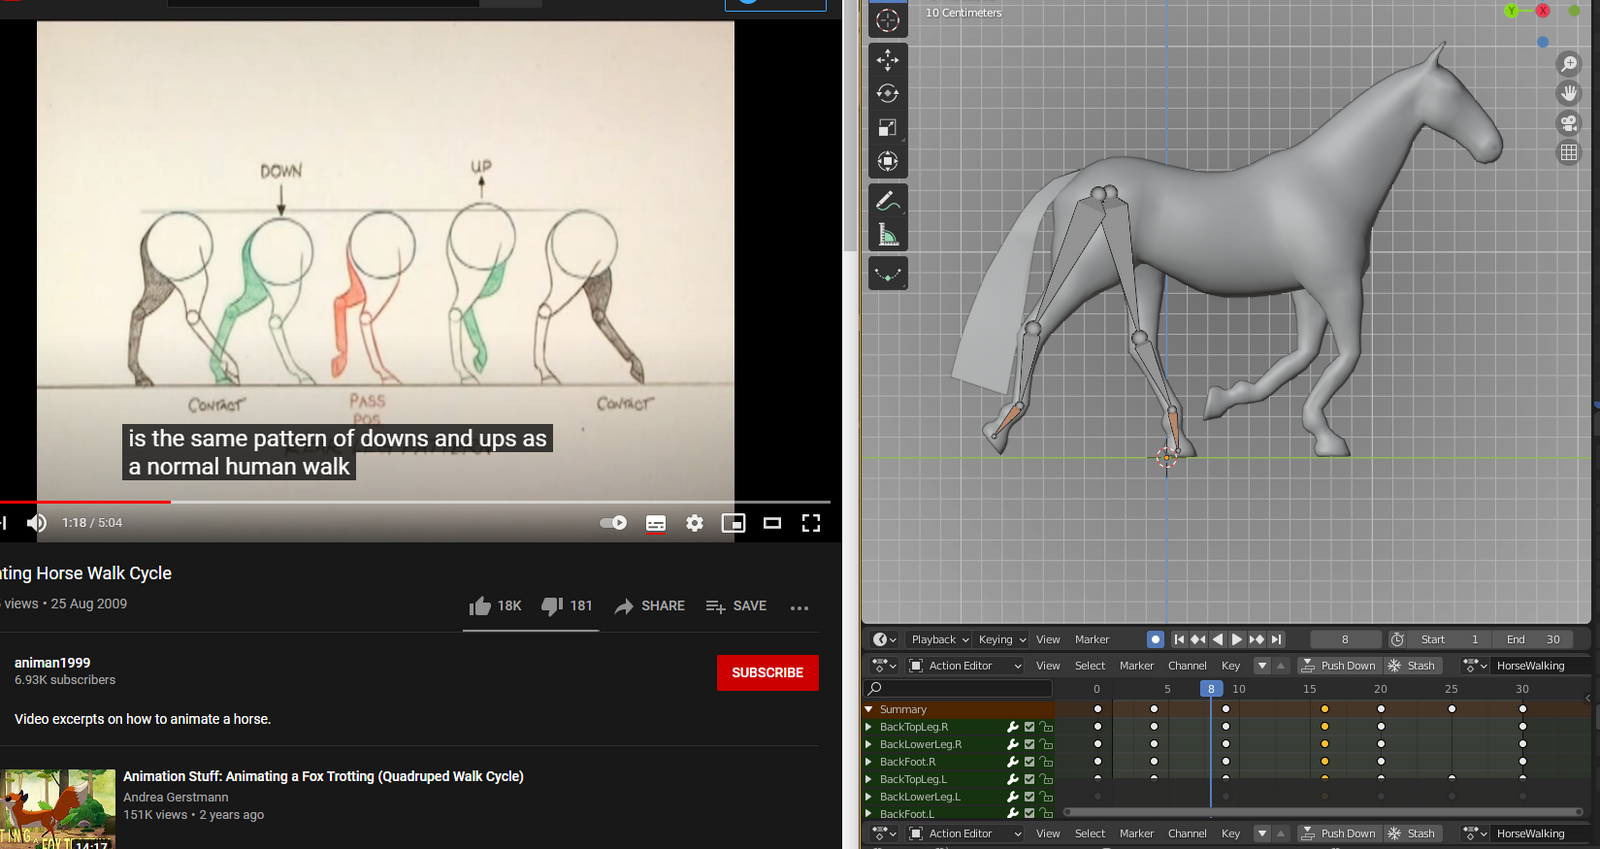 DOWN
UP
CONTACT
PASS
POS
CONTACT
is the same pattern of downs and ups as
a normal human walk
1:18 / 5:04
ting Horse Walk Cycle
views • 25 Aug 2009
18K
181
SHARE
SAVE
animan1999
6.93K subscribers
SUBSCRIBE
Video excerpts on how to animate a horse.
Animation Stuff: Animating a Fox Trotting (Quadruped Walk Cycle)
Andrea Gerstmann
151K views • 2 years ago
14:17
10 Centimeters
Y
X
Playback
Keying
View
Marker
8
Start 1
End 30
Action Editor
View
Select
Marker
Channel
Key
Push Down
Stash
HorseWalking
0 5 8 10 15 20 25 30
Summary
BackTopLeg.R
BackLowerLeg.R
BackFoot.R
BackTopLeg.L
BackLowerLeg.L
BackFoot.L
Action Editor
View
Select
Marker
Channel
Key
Push Down
Stash
HorseWalking